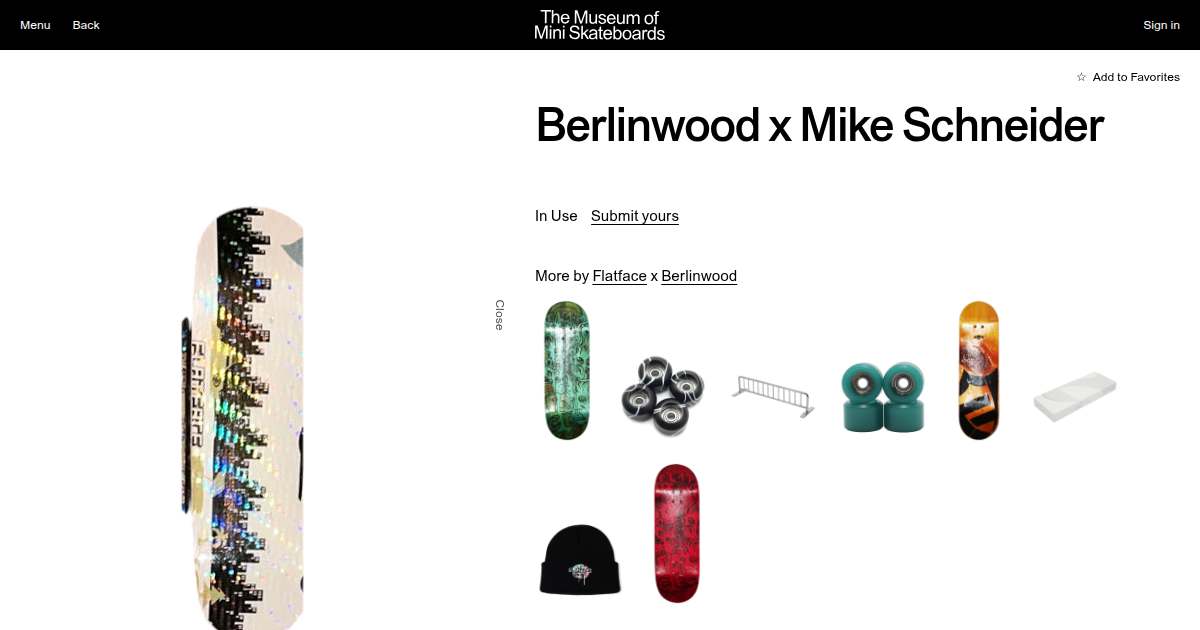 Menu
Back
The Museum of
Mini Skateboards
Sign in
☆ Add to Favorites
Berlinwood x Mike Schneider
In Use Submit yours
More by Flatface x Berlinwood
Close